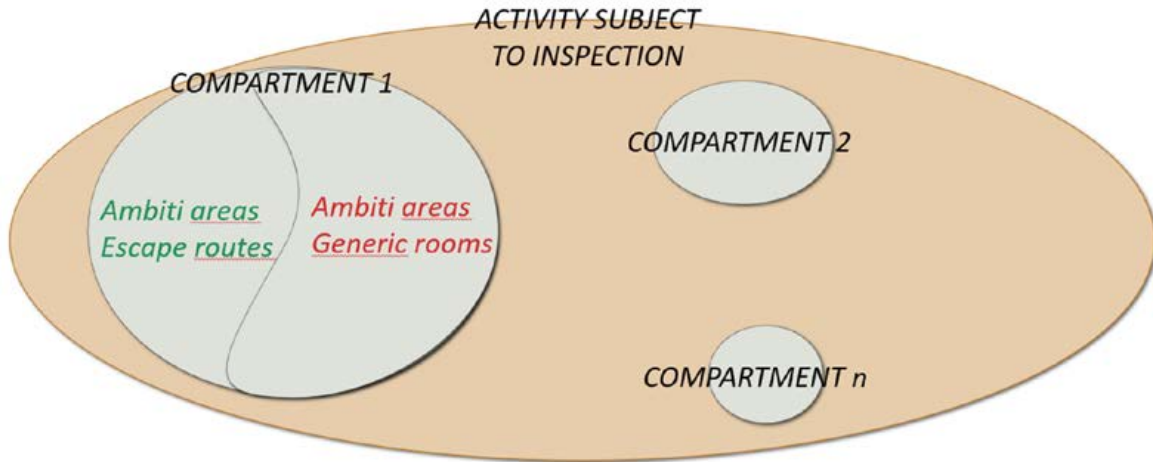 ACTIVITY SUBJECT
TO INSPECTION
COMPARTMENT 1
COMPARTMENT 2
Ambiti areas
Escape routes
Ambiti areas
Generic rooms
COMPARTMENT n